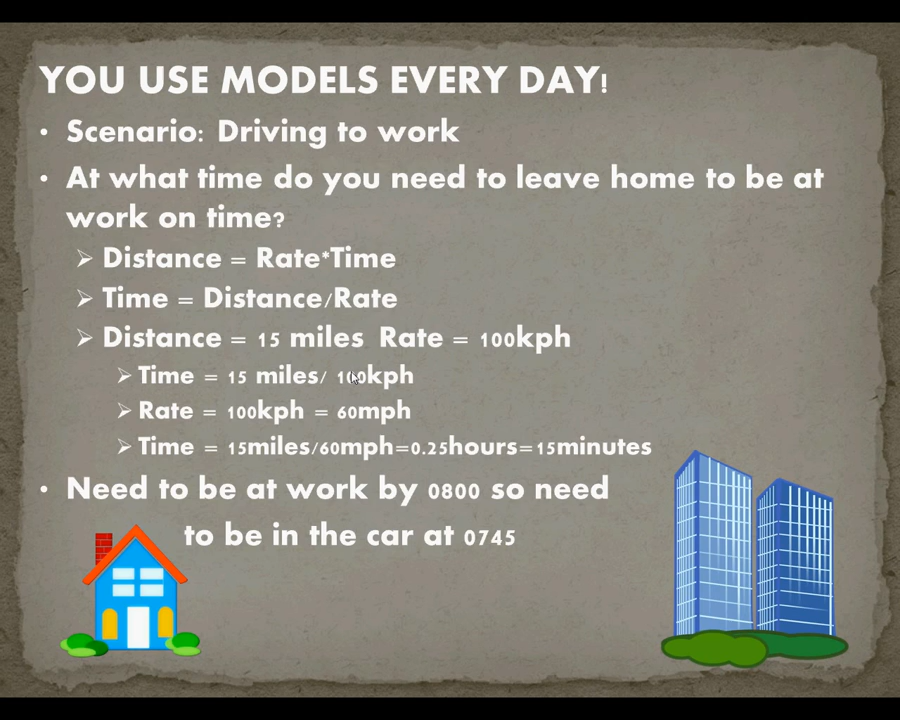 YOU USE MODELS EVERY DAY!
• Scenario: Driving to work
• At what time do you need to leave home to be at
work on time?
➢ Distance = Rate*Time
➢ Time = Distance/Rate
➢ Distance = 15 miles Rate = 100kph
➢ Time = 15 miles/ 100kph
➢ Rate = 100kph = 60mph
➢ Time = 15miles/60mph=0.25hours=15minutes
• Need to be at work by 0800 so need
to be in the car at 0745